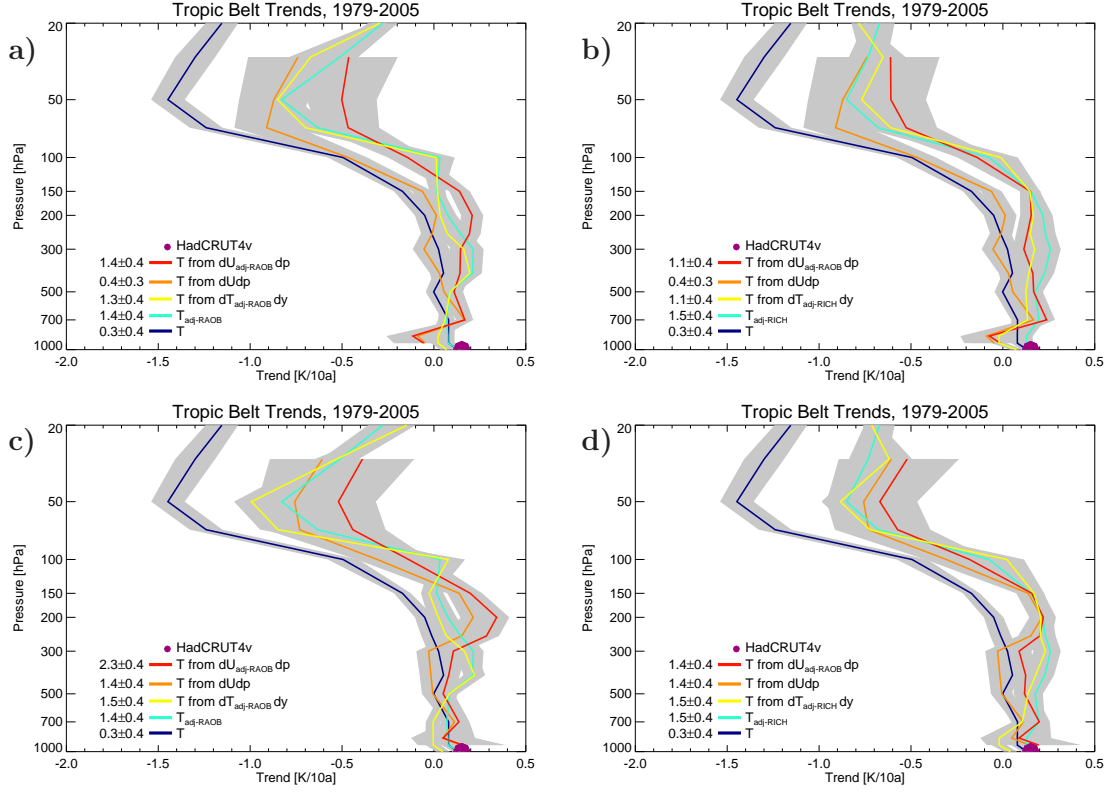 a)
Tropic Belt Trends, 1979-2005
20
50
100
150
200
300
500
700
1000
Pressure [hPa]
HadCRUT4v
1.4±0.4 T from dU_adj-RAOB dp
0.4±0.3 T from dUdp
1.3±0.4 T from dT_adj-RAOB dy
1.4±0.4 T_adj-RAOB
0.3±0.4 T
-2.0 -1.5 -1.0 -0.5 0.0 0.5
Trend [K/10a]
b)
Tropic Belt Trends, 1979-2005
20
50
100
150
200
300
500
700
1000
Pressure [hPa]
HadCRUT4v
1.1±0.4 T from dU_adj-RAOB dp
0.4±0.3 T from dUdp
1.1±0.4 T from dT_adj-RICH dy
1.5±0.4 T_adj-RICH
0.3±0.4 T
-2.0 -1.5 -1.0 -0.5 0.0 0.5
Trend [K/10a]
c)
Tropic Belt Trends, 1979-2005
20
50
100
150
200
300
500
700
1000
Pressure [hPa]
HadCRUT4v
2.3±0.4 T from dU_adj-RAOB dp
1.4±0.4 T from dUdp
1.5±0.4 T from dT_adj-RAOB dy
1.4±0.4 T_adj-RAOB
0.3±0.4 T
-2.0 -1.5 -1.0 -0.5 0.0 0.5
Trend [K/10a]
d)
Tropic Belt Trends, 1979-2005
20
50
100
150
200
300
500
700
1000
Pressure [hPa]
HadCRUT4v
1.4±0.4 T from dU_adj-RAOB dp
1.4±0.4 T from dUdp
1.5±0.4 T from dT_adj-RICH dy
1.5±0.4 T_adj-RICH
0.3±0.4 T
-2.0 -1.5 -1.0 -0.5 0.0 0.5
Trend [K/10a]